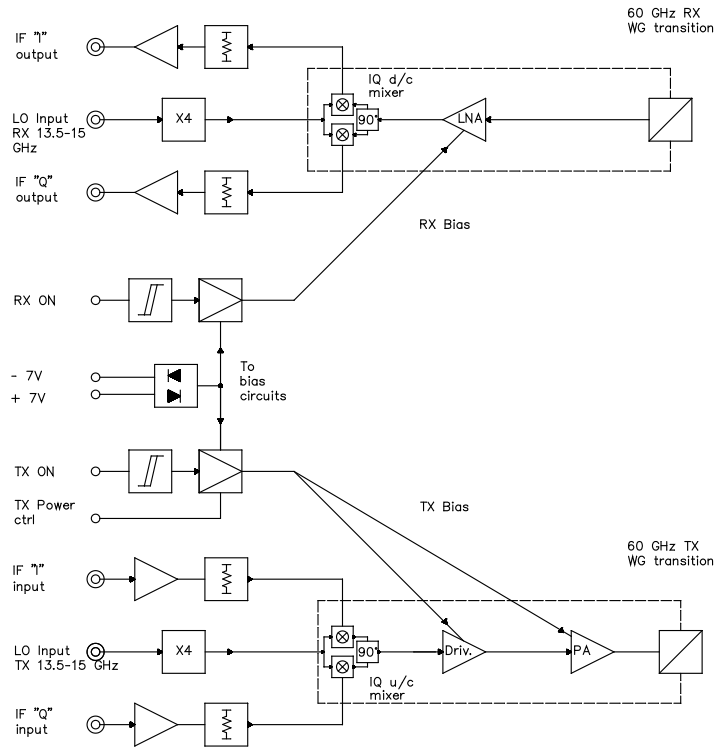 60 GHz RX
WG transition
IF "I"
output
IQ d/c
mixer
LO Input
RX 13.5-15
GHz
X4
90°
LNA
IF "Q"
output
RX Bias
RX ON
- 7V
+ 7V
To
bias
circuits
TX ON
TX Power
ctrl
TX Bias
60 GHz TX
WG transition
IF "I"
input
LO Input
TX 13.5-15 GHz
X4
90°
Driv.
PA
IQ u/c
mixer
IF "Q"
input